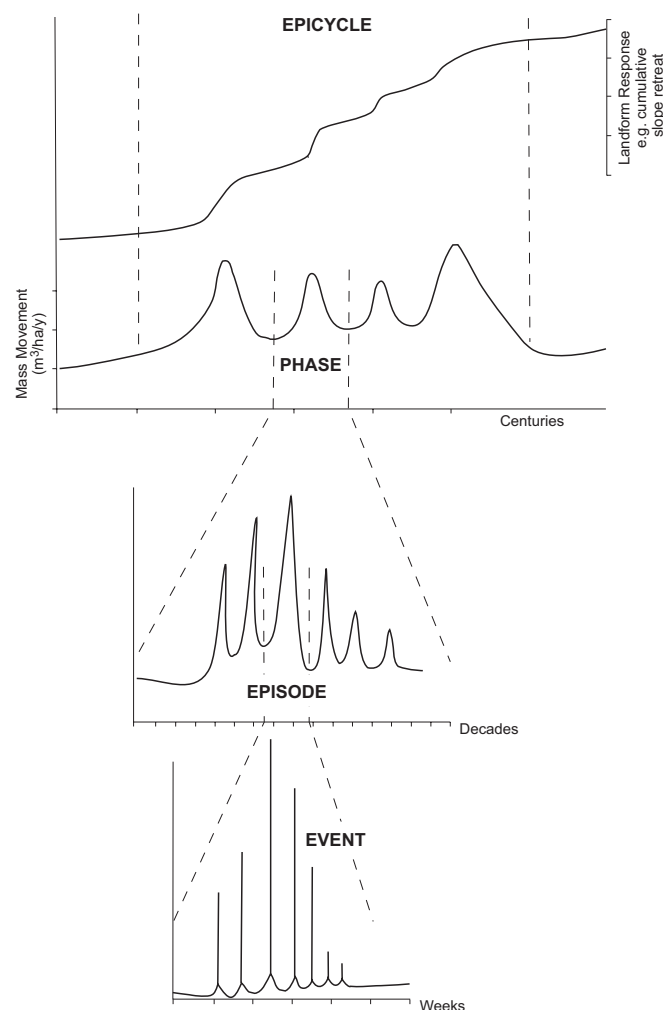 EPICYCLE
Landform Response
e.g. cumulative
slope retreat
Mass Movement
(m³/ha/y)
PHASE
Centuries
EPISODE
Decades
EVENT
Weeks